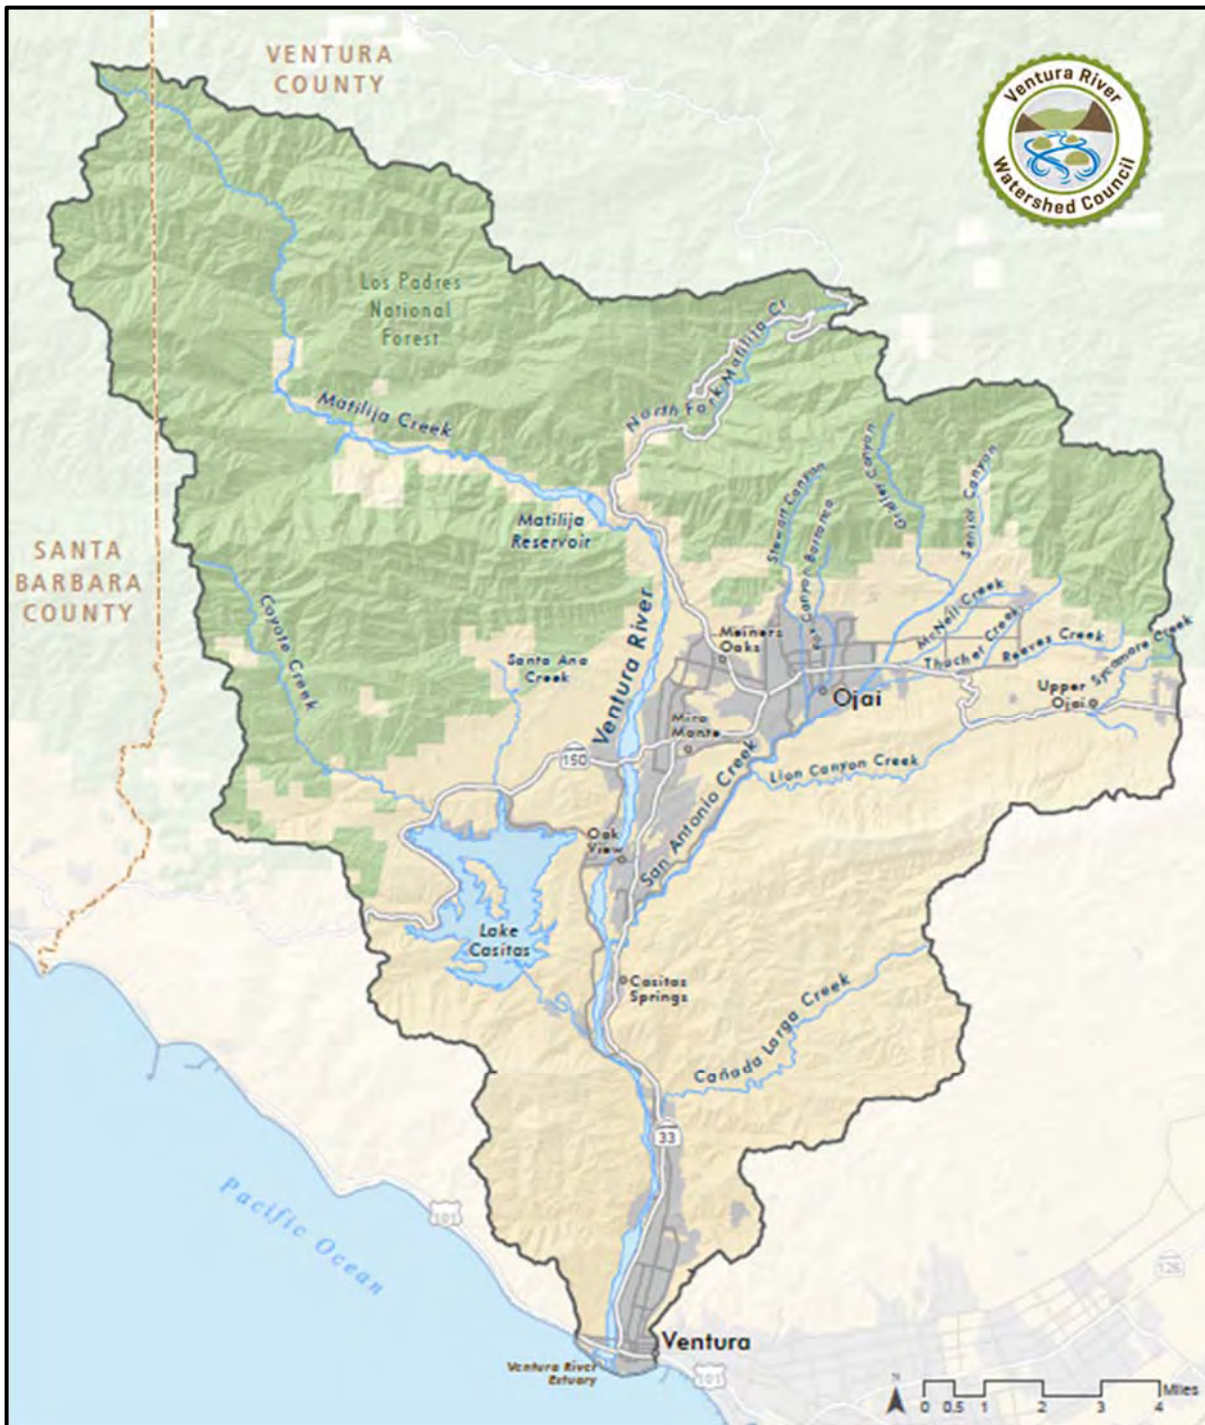 VENTURA
COUNTY
Ventura River
Watershed Council
Los Padres
National
Forest
North Fork Matilija Cr.
Matilija Creek
Matilija
Reservoir
Stewart Canyon
Fox Canyon Barranca
Gridley Canyon
Senior Canyon
SANTA
BARBARA
COUNTY
Coyote Creek
Santa Ana
Creek
Ventura River
Meiners
Oaks
McNell Creek
Thacher Creek
Reeves Creek
Sycamore Creek
Upper
Ojai
Ojai
Mira
Monte
150
Lion Canyon Creek
San Antonio Creek
Oak
View
Lake
Casitas
Casitas
Springs
Cañada Larga Creek
33
Pacific Ocean
101
126
Ventura
Ventura River
Estuary
101
N
Miles
0 0.5 1 2 3 4